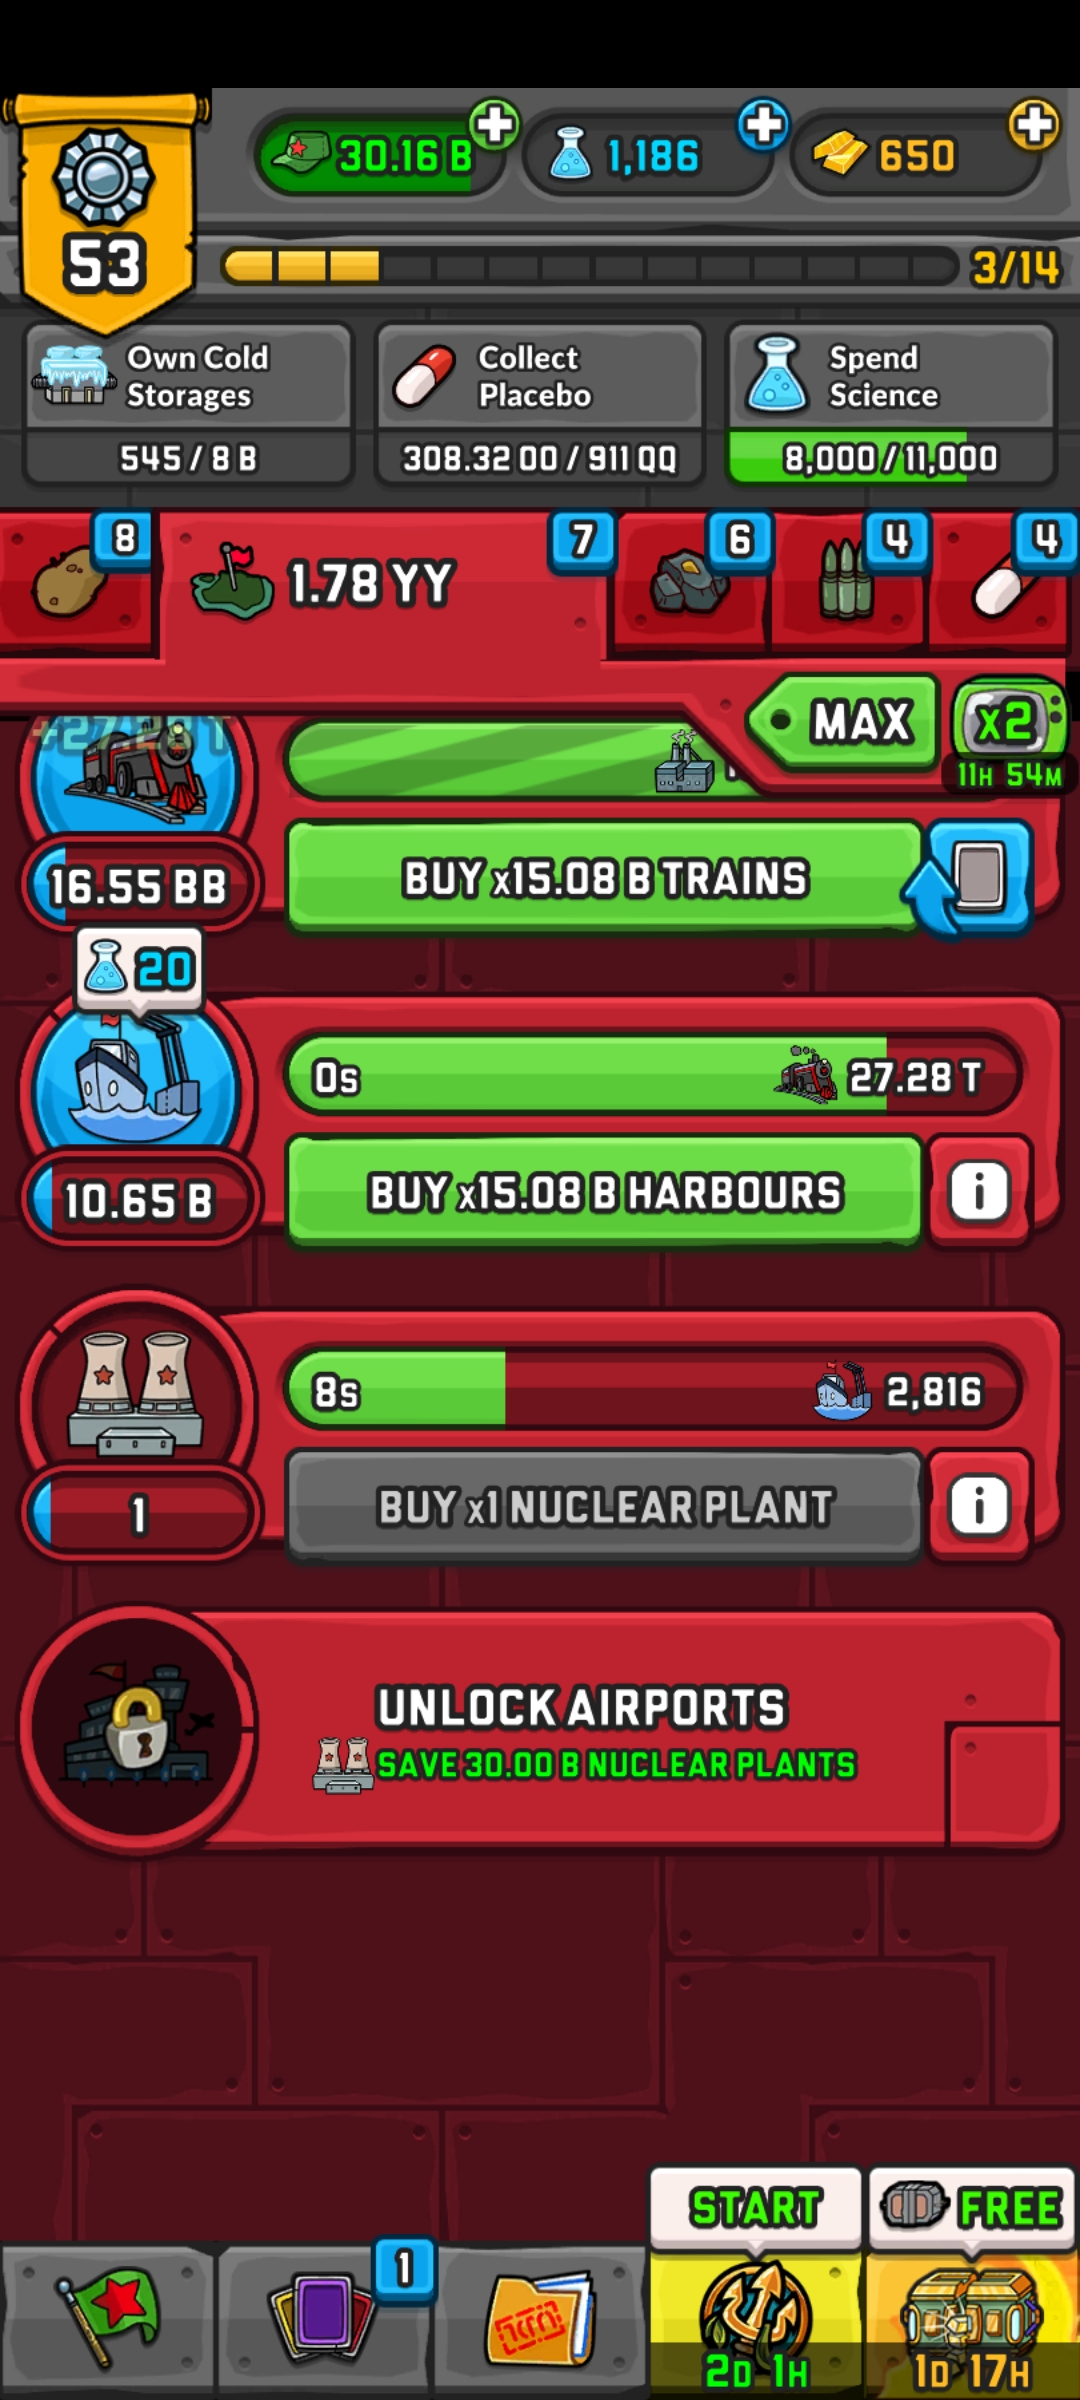 30.16 B
1,186
650
53
3/14
Own Cold
Storages
545 / 8 B
Collect
Placebo
308.32 OO / 911 QQ
Spend
Science
8,000 / 11,000
8
1.78 YY
7
6
4
4
MAX
x2
11H 54M
+27.28 T
16.55 BB
BUY x15.08 B TRAINS
20
0s
27.28 T
10.65 B
BUY x15.08 B HARBOURS
i
8s
2,816
1
BUY x1 NUCLEAR PLANT
i
UNLOCK AIRPORTS
SAVE 30.00 B NUCLEAR PLANTS
START
FREE
1
2D 1H
1D 17H